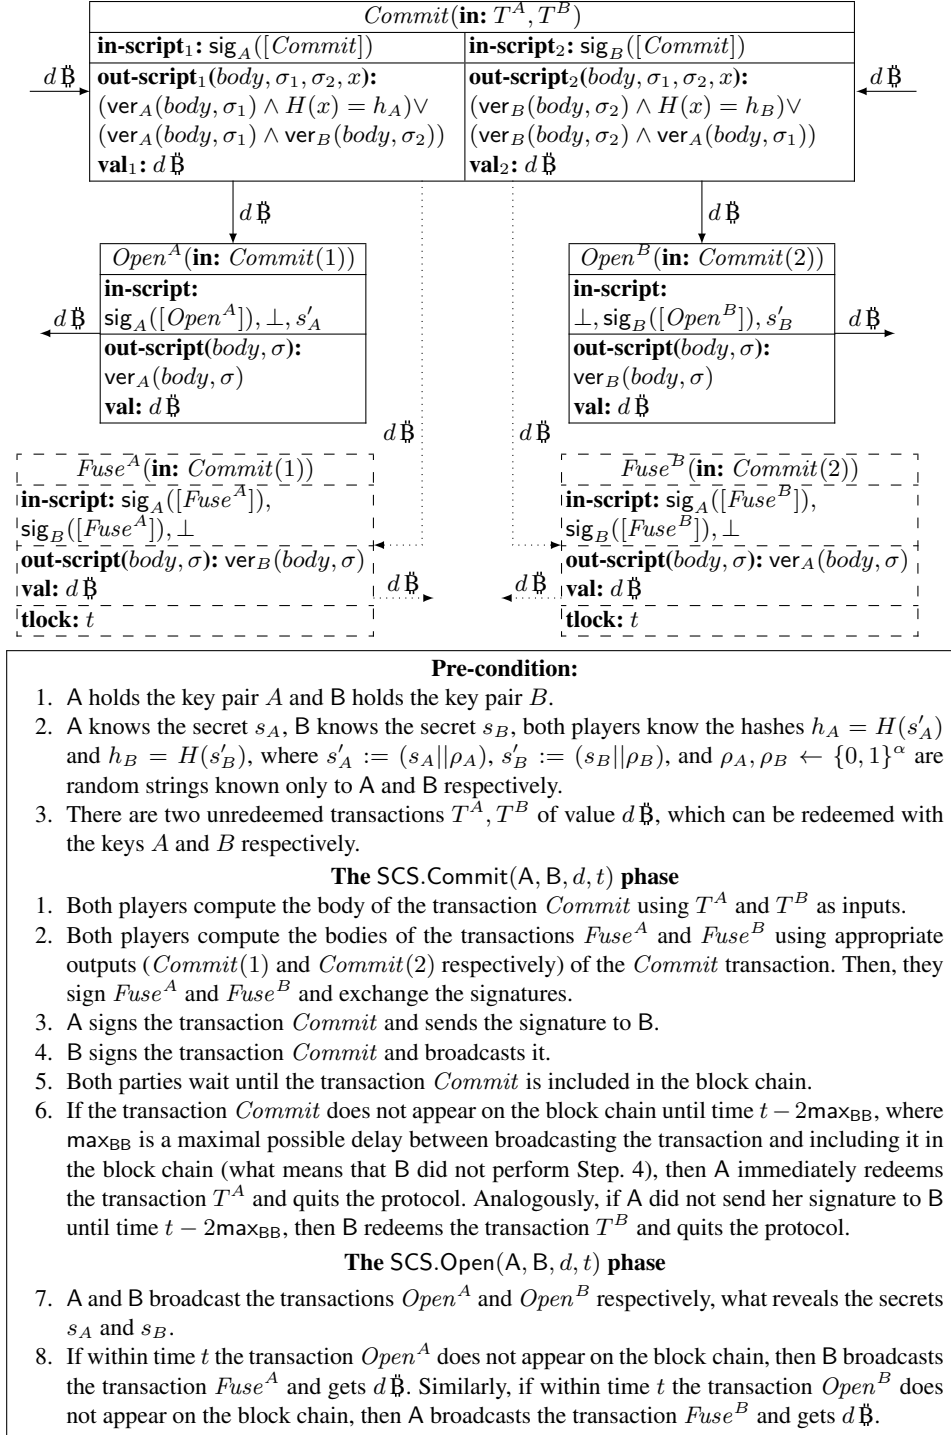 Commit(in: T^A, T^B)
in-script₁: sig_A([Commit])
in-script₂: sig_B([Commit])
d ₿
out-script₁(body, σ₁, σ₂, x):
(ver_A(body, σ₁) ∧ H(x) = h_A)∨
(ver_A(body, σ₁) ∧ ver_B(body, σ₂))
val₁: d ₿
out-script₂(body, σ₁, σ₂, x):
(ver_B(body, σ₂) ∧ H(x) = h_B)∨
(ver_B(body, σ₂) ∧ ver_A(body, σ₁))
val₂: d ₿
d ₿
d ₿
d ₿
Open^A(in: Commit(1))
in-script:
sig_A([Open^A]), ⊥, s′_A
out-script(body, σ):
ver_A(body, σ)
val: d ₿
d ₿
Open^B(in: Commit(2))
in-script:
⊥, sig_B([Open^B]), s′_B
out-script(body, σ):
ver_B(body, σ)
val: d ₿
d ₿
d ₿
d ₿
Fuse^A(in: Commit(1))
in-script: sig_A([Fuse^A]),
sig_B([Fuse^A]), ⊥
out-script(body, σ): ver_B(body, σ)
val: d ₿
tlock: t
d ₿
d ₿
Fuse^B(in: Commit(2))
in-script: sig_A([Fuse^B]),
sig_B([Fuse^B]), ⊥
out-script(body, σ): ver_A(body, σ)
val: d ₿
tlock: t
Pre-condition:
1. A holds the key pair A and B holds the key pair B.
2. A knows the secret s_A, B knows the secret s_B, both players know the hashes h_A = H(s′_A)
and h_B = H(s′_B), where s′_A := (s_A||ρ_A), s′_B := (s_B||ρ_B), and ρ_A, ρ_B ← {0, 1}^α are
random strings known only to A and B respectively.
3. There are two unredeemed transactions T^A, T^B of value d ₿, which can be redeemed with
the keys A and B respectively.
The SCS.Commit(A, B, d, t) phase
1. Both players compute the body of the transaction Commit using T^A and T^B as inputs.
2. Both players compute the bodies of the transactions Fuse^A and Fuse^B using appropriate
outputs (Commit(1) and Commit(2) respectively) of the Commit transaction. Then, they
sign Fuse^A and Fuse^B and exchange the signatures.
3. A signs the transaction Commit and sends the signature to B.
4. B signs the transaction Commit and broadcasts it.
5. Both parties wait until the transaction Commit is included in the block chain.
6. If the transaction Commit does not appear on the block chain until time t − 2max_BB, where
max_BB is a maximal possible delay between broadcasting the transaction and including it in
the block chain (what means that B did not perform Step. 4), then A immediately redeems
the transaction T^A and quits the protocol. Analogously, if A did not send her signature to B
until time t − 2max_BB, then B redeems the transaction T^B and quits the protocol.
The SCS.Open(A, B, d, t) phase
7. A and B broadcast the transactions Open^A and Open^B respectively, what reveals the secrets
s_A and s_B.
8. If within time t the transaction Open^A does not appear on the block chain, then B broadcasts
the transaction Fuse^A and gets d ₿. Similarly, if within time t the transaction Open^B does
not appear on the block chain, then A broadcasts the transaction Fuse^B and gets d ₿.